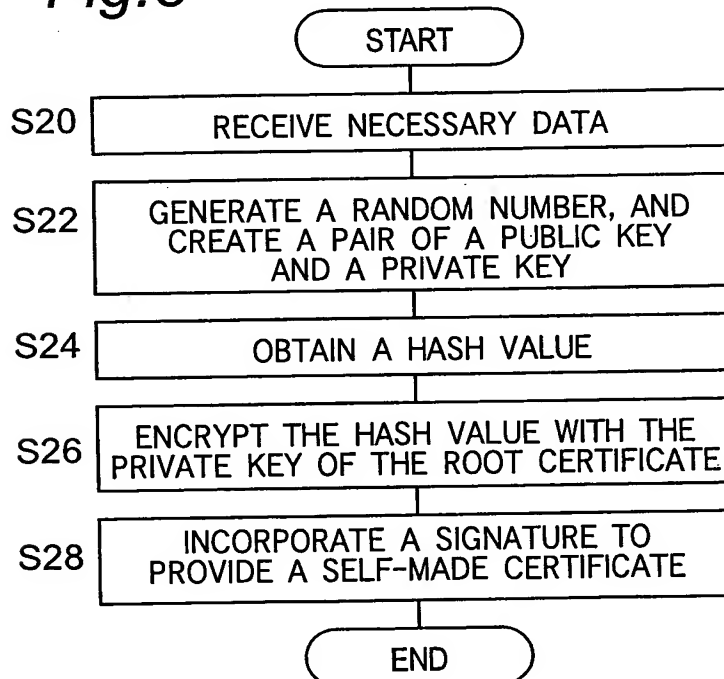 START
S20
RECEIVE NECESSARY DATA
S22
GENERATE A RANDOM NUMBER, AND
CREATE A PAIR OF A PUBLIC KEY
AND A PRIVATE KEY
S24
OBTAIN A HASH VALUE
S26
ENCRYPT THE HASH VALUE WITH THE
PRIVATE KEY OF THE ROOT CERTIFICATE
S28
INCORPORATE A SIGNATURE TO
PROVIDE A SELF-MADE CERTIFICATE
END